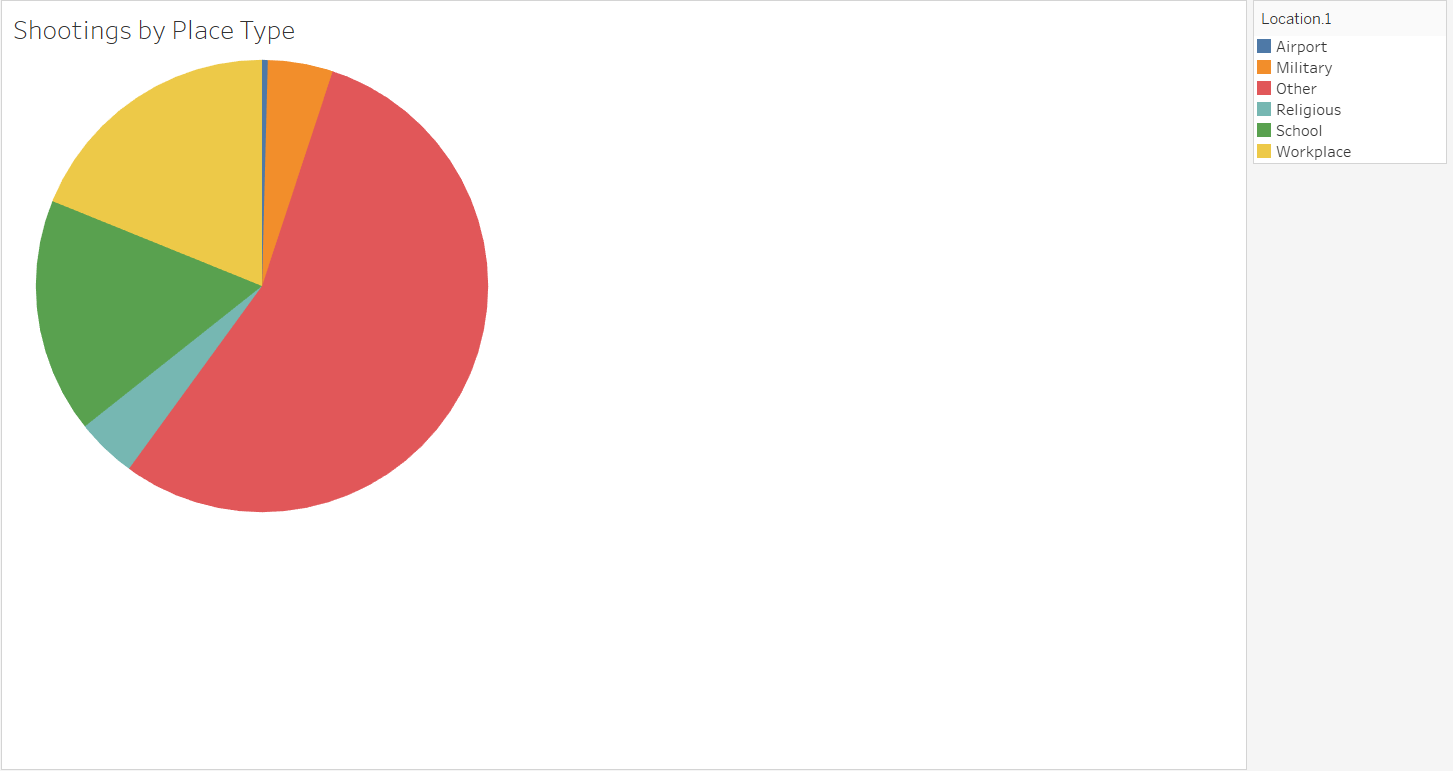 Shootings by Place Type
Location.1
Airport
Military
Other
Religious
School
Workplace